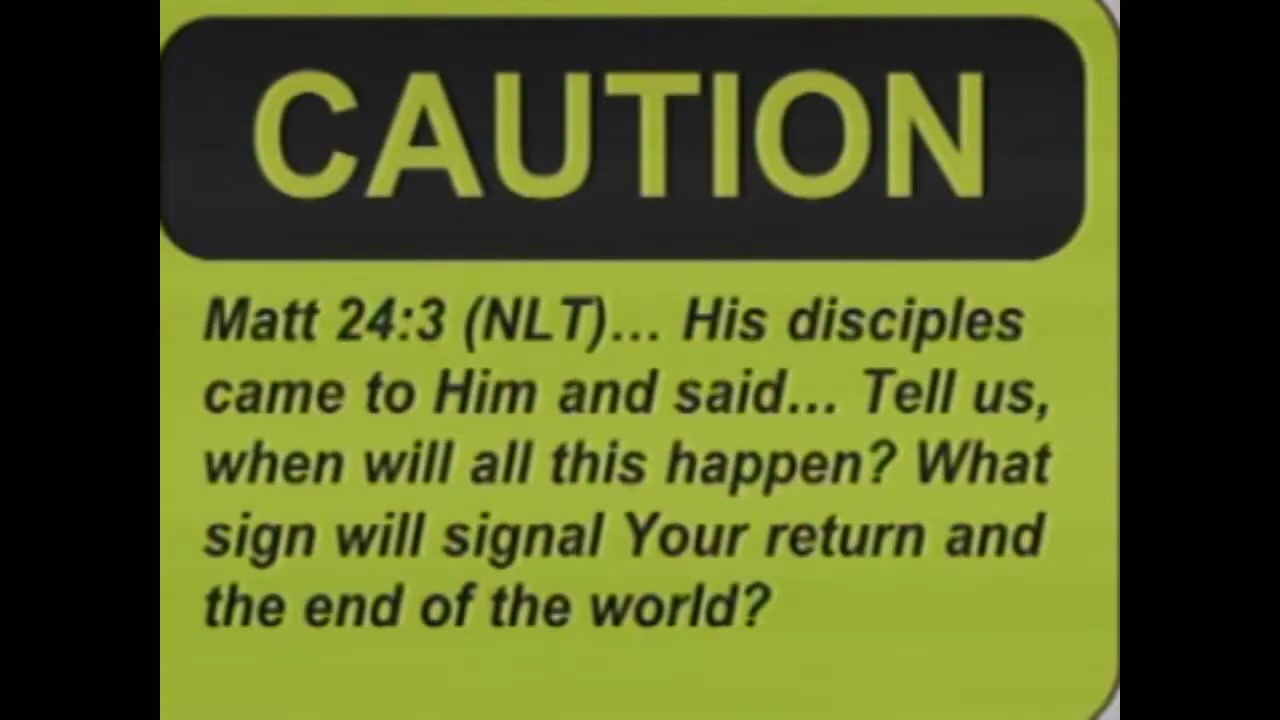 CAUTION
Matt 24:3 (NLT)... His disciples
came to Him and said... Tell us,
when will all this happen? What
sign will signal Your return and
the end of the world?